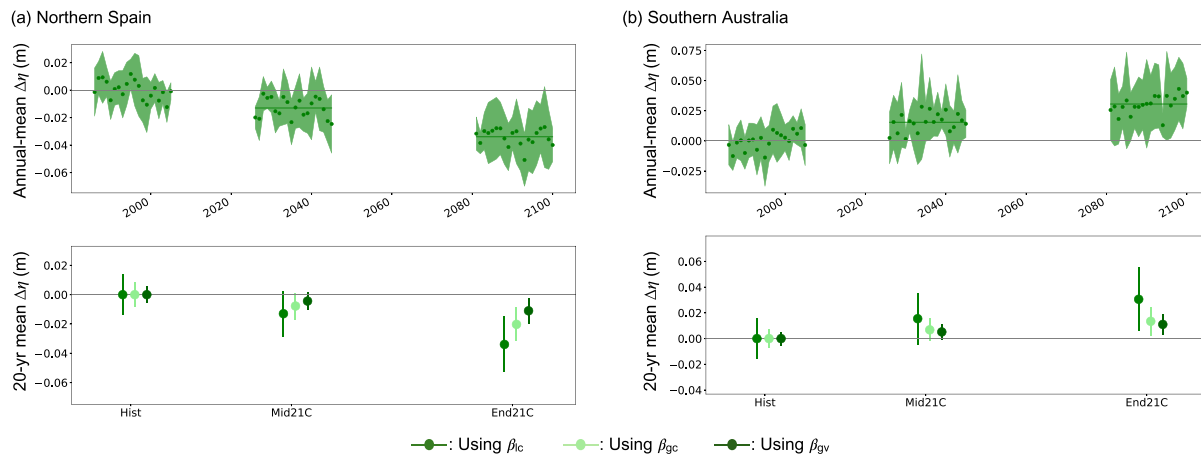 (a) Northern Spain
Annual-mean Δη (m)
0.02
0.00
−0.02
−0.04
−0.06
2000
2020
2040
2060
2080
2100
20-yr mean Δη (m)
0.02
0.00
−0.02
−0.04
−0.06
Hist
Mid21C
End21C
(b) Southern Australia
Annual-mean Δη (m)
0.075
0.050
0.025
0.000
−0.025
2000
2020
2040
2060
2080
2100
20-yr mean Δη (m)
0.06
0.04
0.02
0.00
−0.02
−0.04
Hist
Mid21C
End21C
: Using βlc : Using βgc : Using βgv